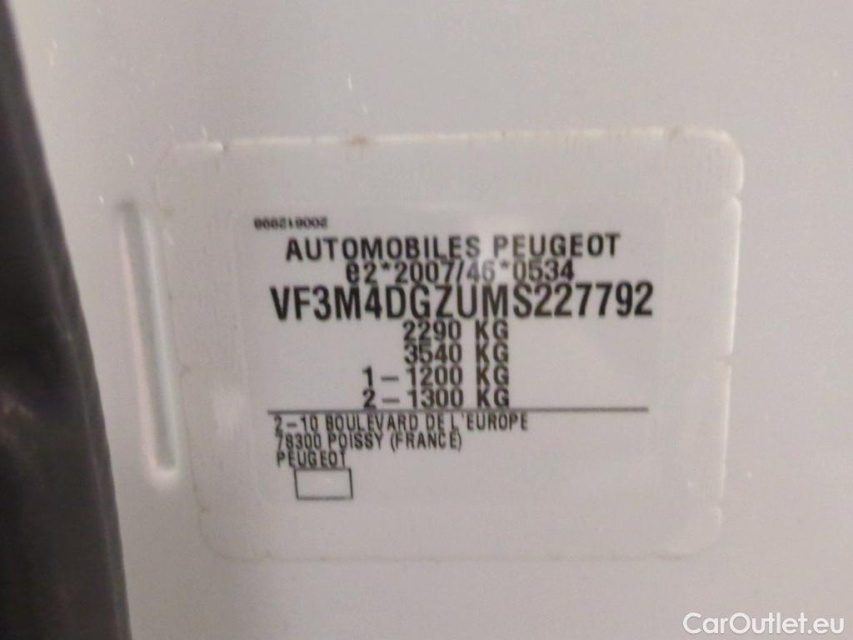 AUTOMOBILES PEUGEOT
e2*2007/46*0534
VF3M4DGZUMS227792
2290 KG
3540 KG
1-1200 KG
2-1300 KG
2-10 BOULEVARD DE L'EUROPE
78300 POISSY (FRANCE)
PEUGEOT
CarOutlet.eu